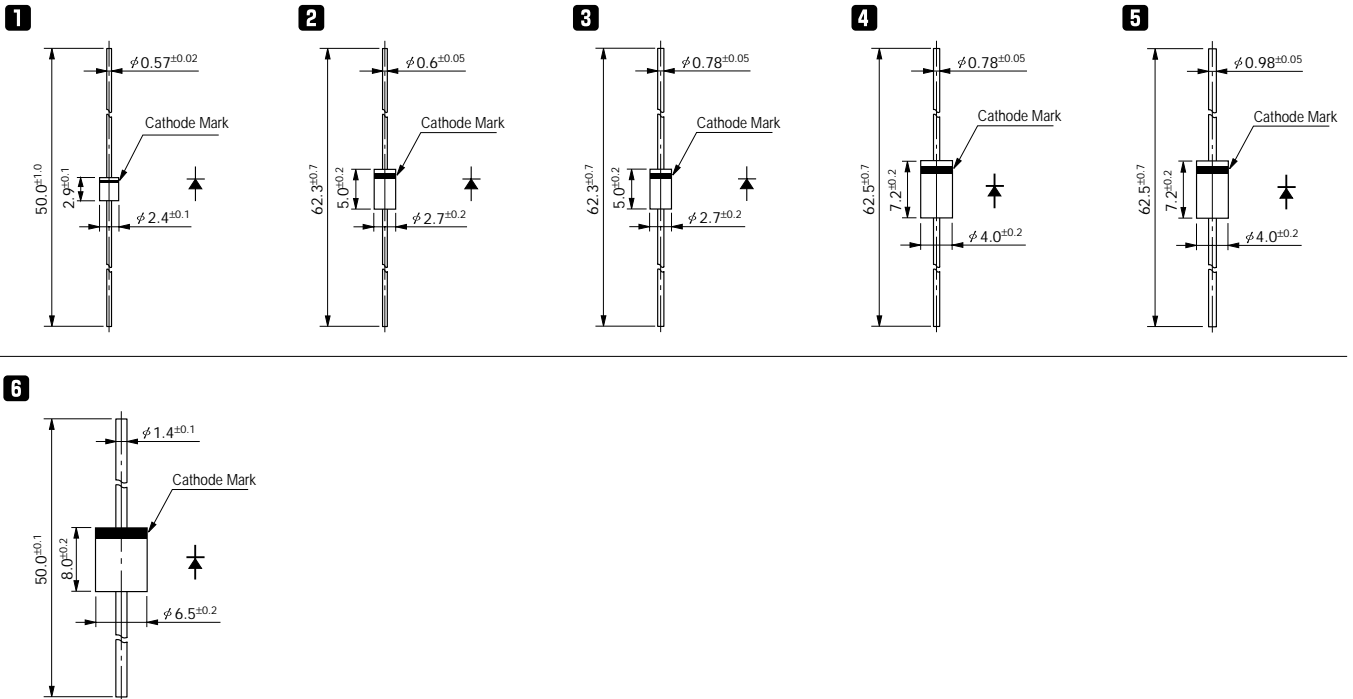 1
φ0.57±0.02
Cathode Mark
50.0±1.0
2.9±0.1
φ2.4±0.1
2
φ0.6±0.05
Cathode Mark
62.3±0.7
5.0±0.2
φ2.7±0.2
3
φ0.78±0.05
Cathode Mark
62.3±0.7
5.0±0.2
φ2.7±0.2
4
φ0.78±0.05
Cathode Mark
62.5±0.7
7.2±0.2
φ4.0±0.2
5
φ0.98±0.05
Cathode Mark
62.5±0.7
7.2±0.2
φ4.0±0.2
6
φ1.4±0.1
Cathode Mark
50.0±0.1
8.0±0.2
φ6.5±0.2